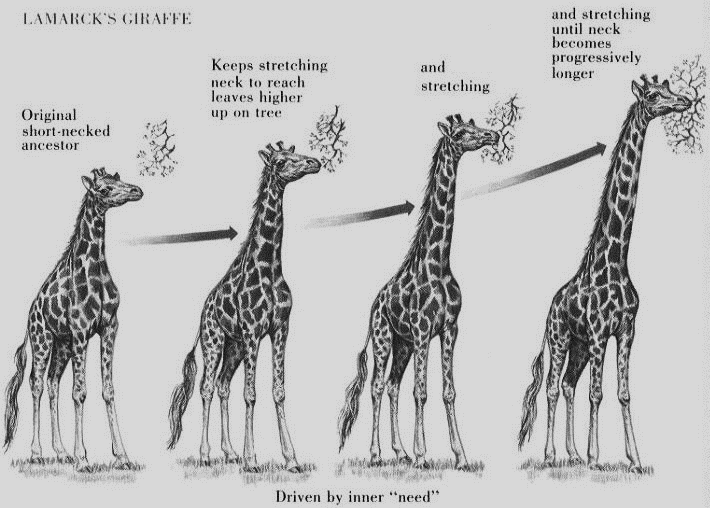 LAMARCK'S GIRAFFE
Original
short-necked
ancestor
Keeps stretching
neck to reach
leaves higher
up on tree
and
stretching
and stretching
until neck
becomes
progressively
longer
Driven by inner “need”